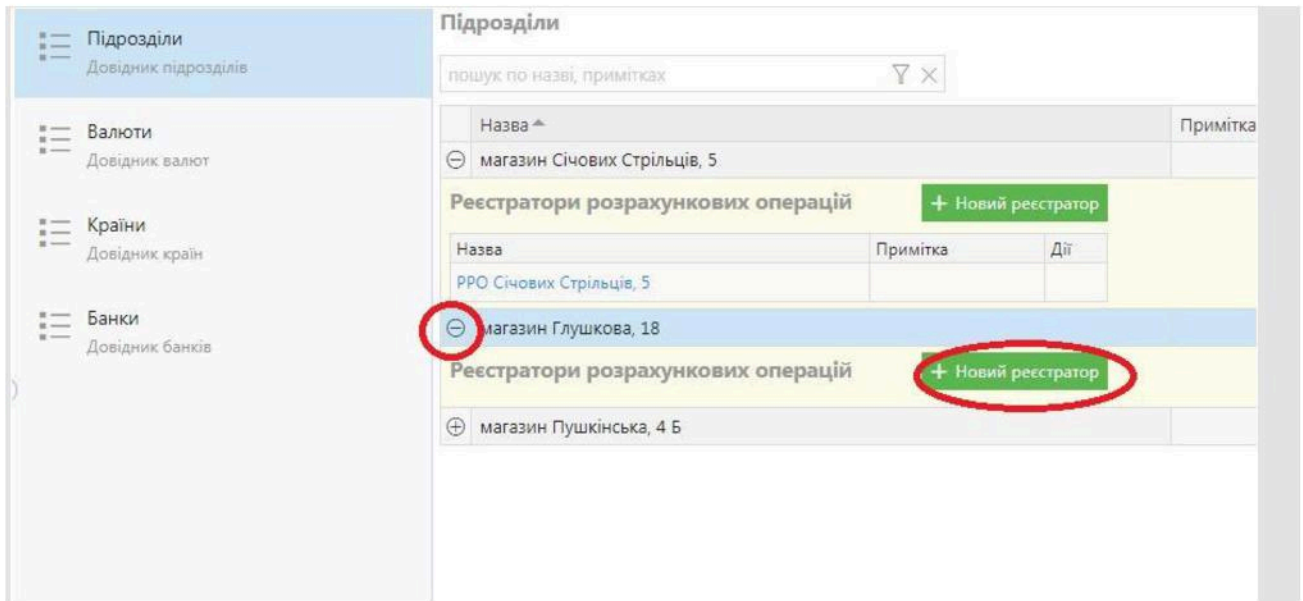 Підрозділи
Довідник підрозділів
Валюти
Довідник валют
Країни
Довідник країн
Банки
Довідник банків
Підрозділи
пошук по назві, примітках
Назва Примітка
магазин Січових Стрільців, 5
Реєстратори розрахункових операцій + Новий реєстратор
Назва Примітка Дії
РРО Січових Стрільців, 5
магазин Глушкова, 18
Реєстратори розрахункових операцій + Новий реєстратор
магазин Пушкінська, 4 Б